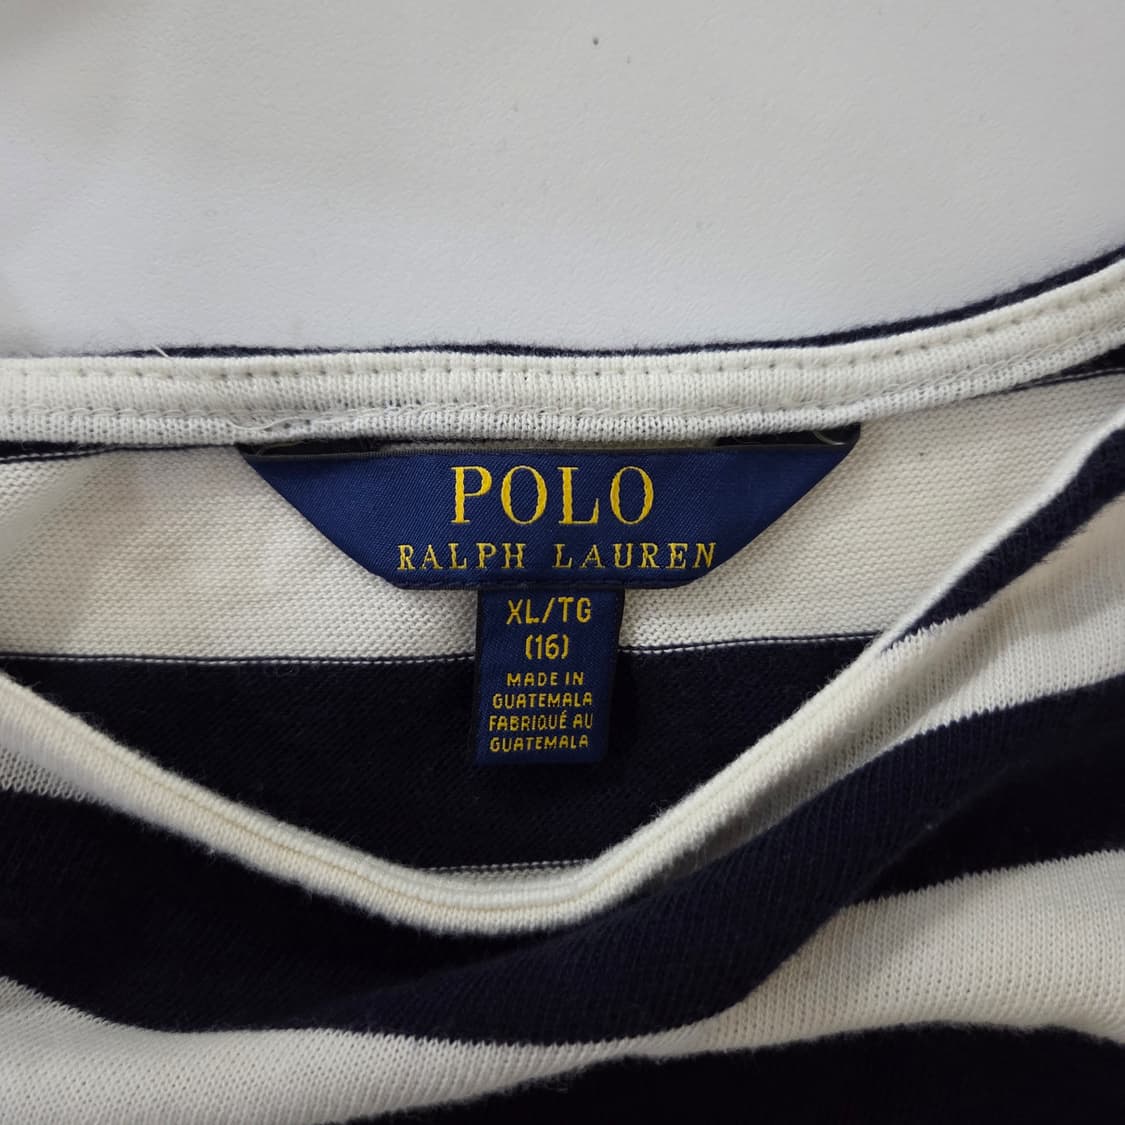 POLO
RALPH LAUREN
XL/TG
(16)
MADE IN
GUATEMALA
FABRIQUÉ AU
GUATEMALA